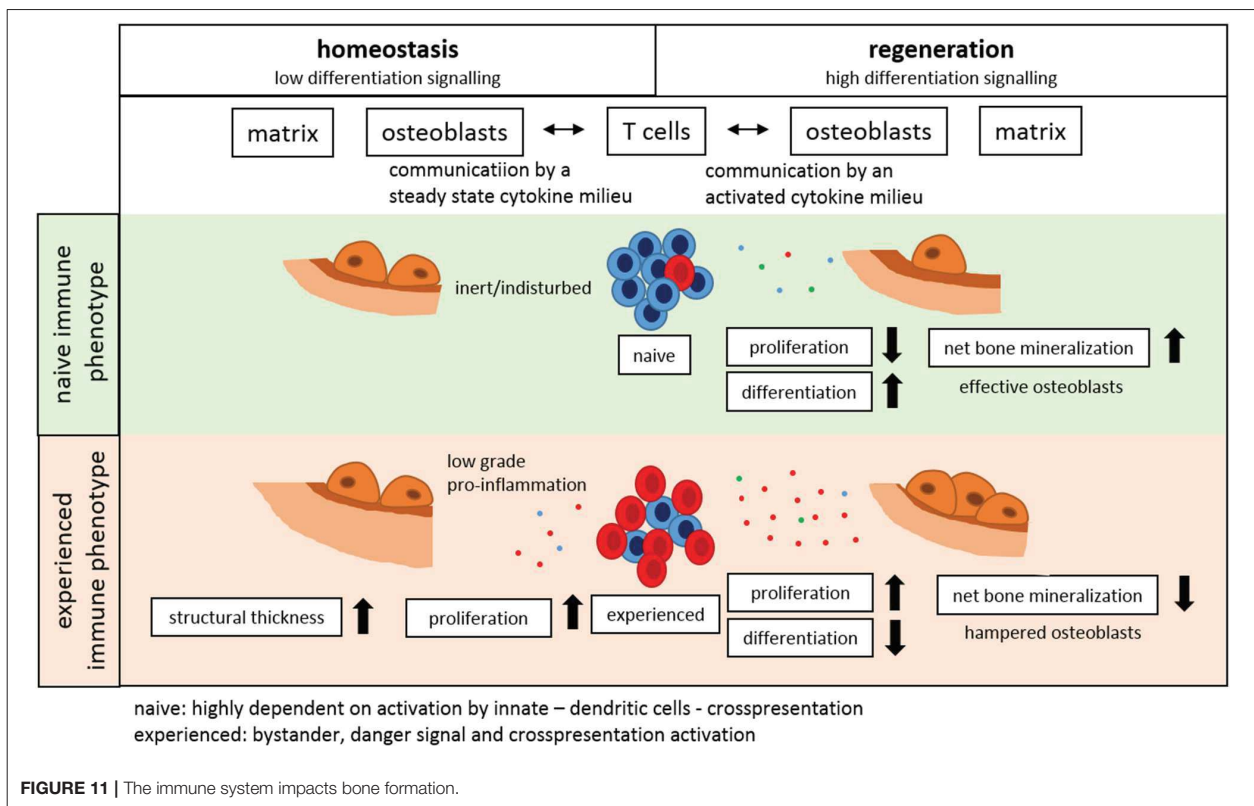 homeostasis
low differentiation signalling
regeneration
high differentiation signalling
matrix
osteoblasts
T cells
osteoblasts
matrix
communicatiion by a
steady state cytokine milieu
communication by an
activated cytokine milieu
naive immune
phenotype
inert/indisturbed
naive
proliferation
differentiation
net bone mineralization
effective osteoblasts
experienced
immune phenotype
low grade
pro-inflammation
structural thickness
proliferation
experienced
proliferation
differentiation
net bone mineralization
hampered osteoblasts
naive: highly dependent on activation by innate – dendritic cells - crosspresentation
experienced: bystander, danger signal and crosspresentation activation
FIGURE 11 | The immune system impacts bone formation.